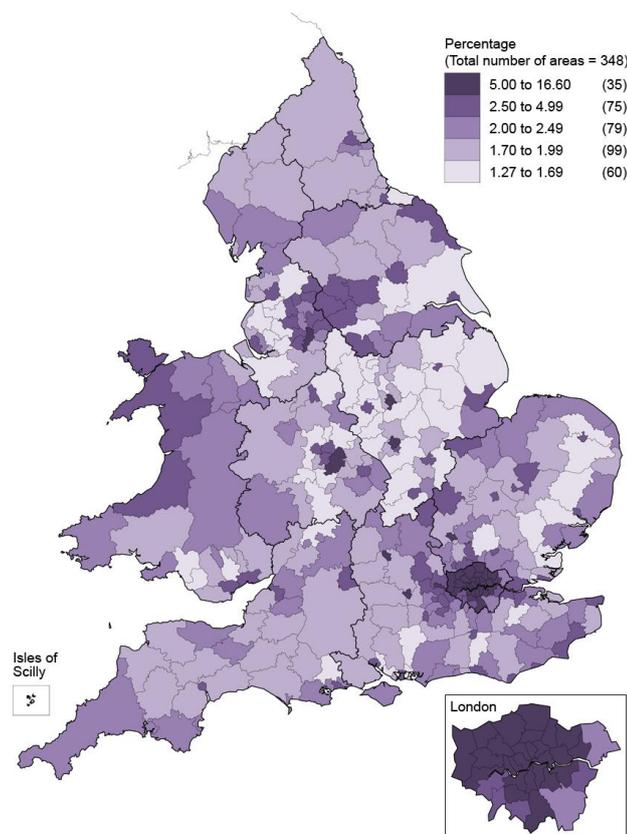 Percentage
(Total number of areas = 348)
5.00 to 16.60 (35)
2.50 to 4.99 (75)
2.00 to 2.49 (79)
1.70 to 1.99 (99)
1.27 to 1.69 (60)
Isles of
Scilly
London